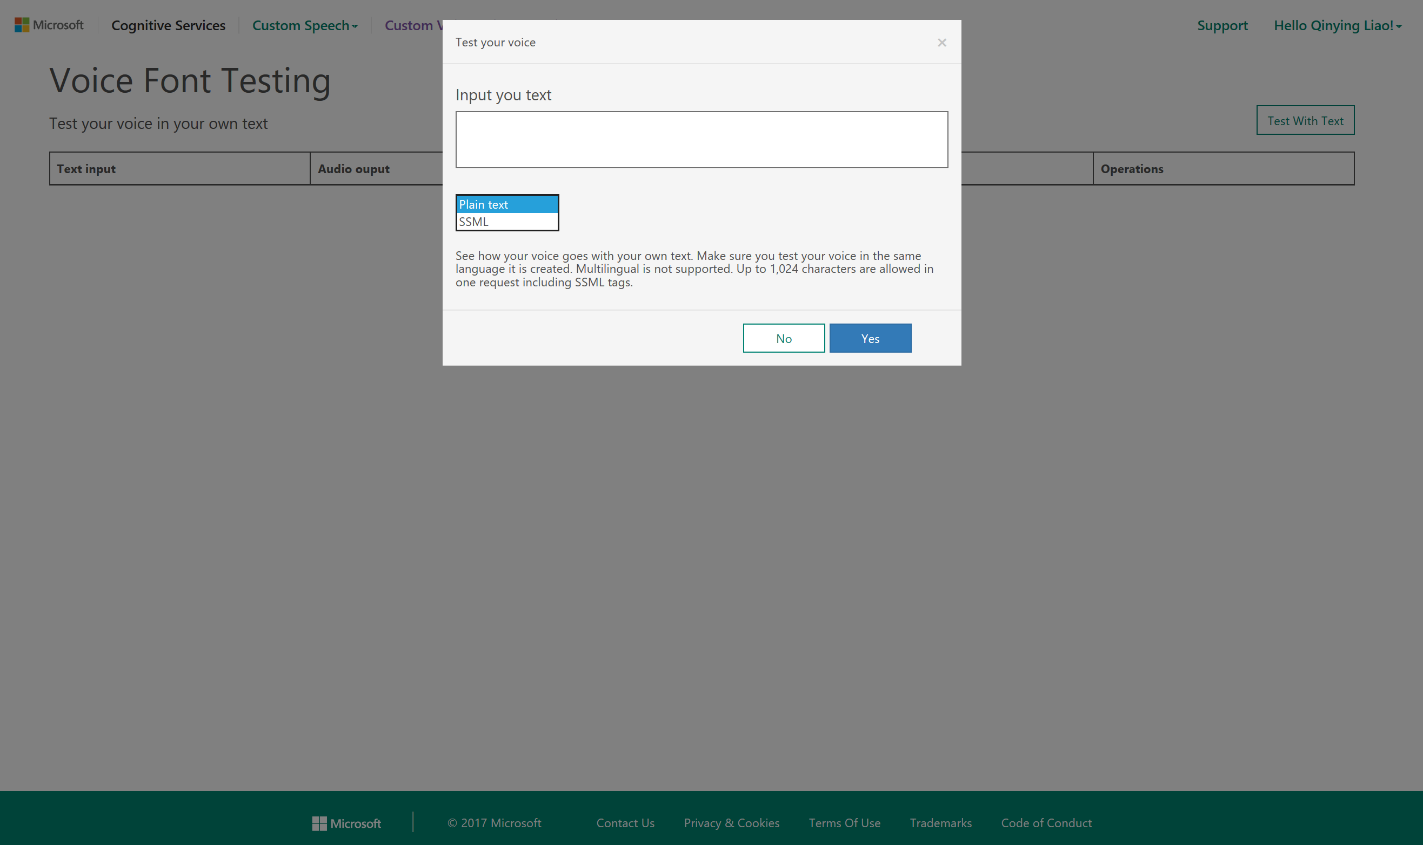 Microsoft
Cognitive Services
Custom Speech
Custom V
Support
Hello Qinying Liao!
Voice Font Testing
Test your voice in your own text
Test With Text
Text input
Audio ouput
Operations
Test your voice
×
Input you text
Plain text
SSML
See how your voice goes with your own text. Make sure you test your voice in the same
language it is created. Multilingual is not supported. Up to 1,024 characters are allowed in
one request including SSML tags.
No
Yes
Microsoft
© 2017 Microsoft
Contact Us
Privacy & Cookies
Terms Of Use
Trademarks
Code of Conduct